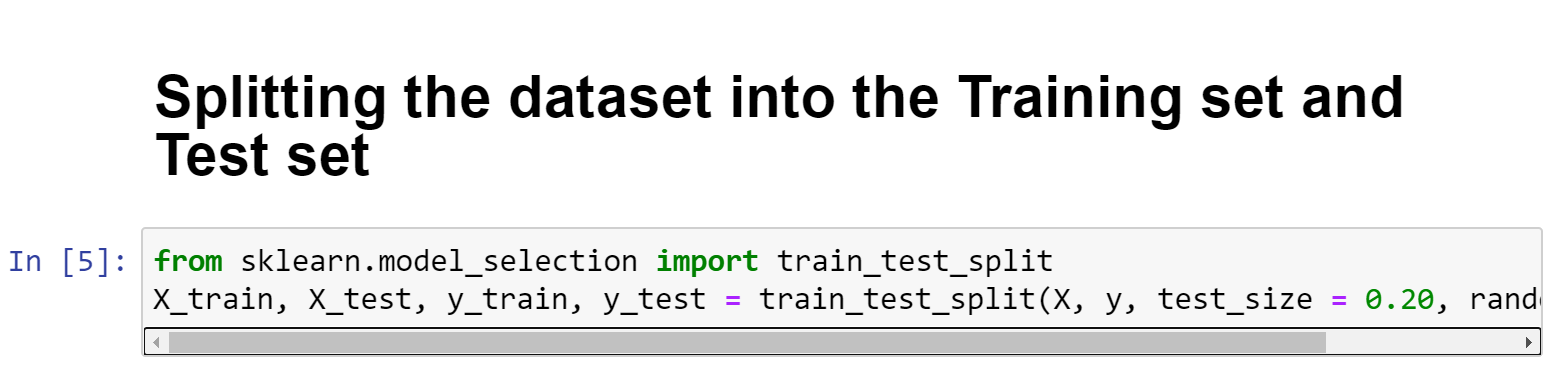 Splitting the dataset into the Training set and
Test set
In [5]: from sklearn.model_selection import train_test_split
X_train, X_test, y_train, y_test = train_test_split(X, y, test_size = 0.20,